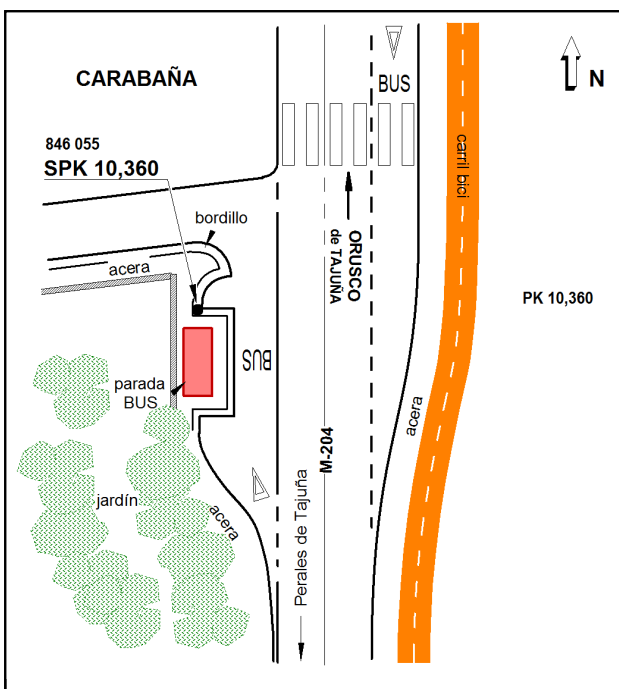 CARABAÑA
BUS
N
846 055
SPK 10,360
bordillo
acera
carril bici
ORUSCO
de TAJUÑA
PK 10,360
parada
BUS
BUS
acera
M-204
jardín
acera
Perales de Tajuña